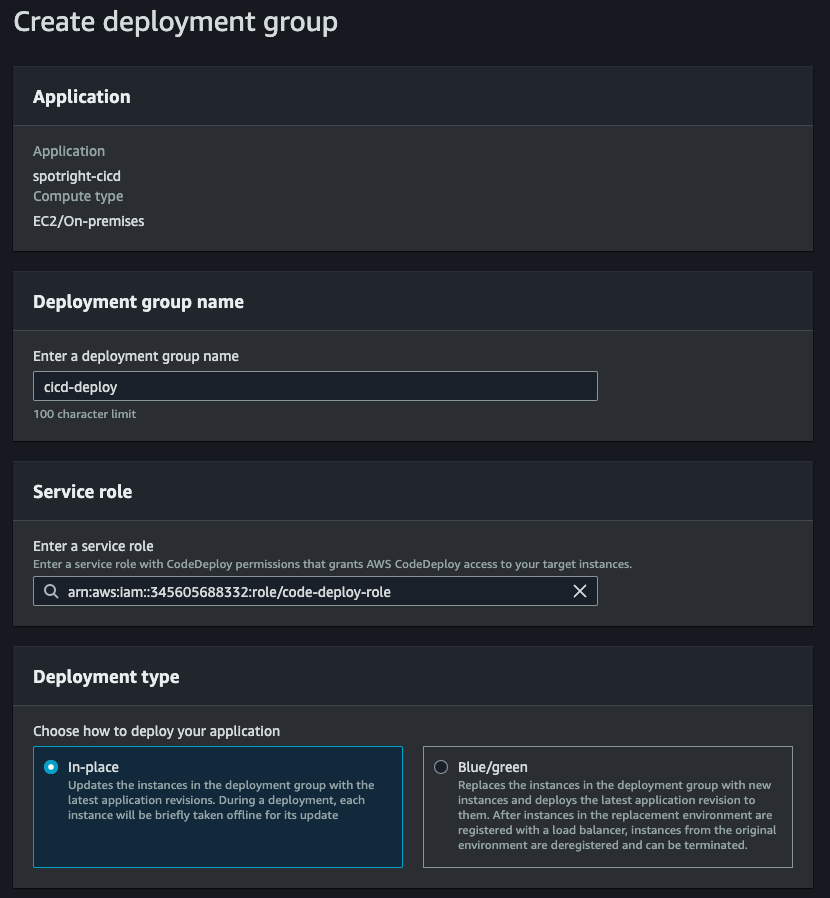 Create deployment group
Application
Application
spotright-cicd
Compute type
EC2/On-premises
Deployment group name
Enter a deployment group name
cicd-deploy
100 character limit
Service role
Enter a service role
Enter a service role with CodeDeploy permissions that grants AWS CodeDeploy access to your target instances.
arn:aws:iam::345605688332:role/code-deploy-role
Deployment type
Choose how to deploy your application
In-place
Updates the instances in the deployment group with the
latest application revisions. During a deployment, each
instance will be briefly taken offline for its update
Blue/green
Replaces the instances in the deployment group with new
instances and deploys the latest application revision to
them. After instances in the replacement environment are
registered with a load balancer, instances from the original
environment are deregistered and can be terminated.